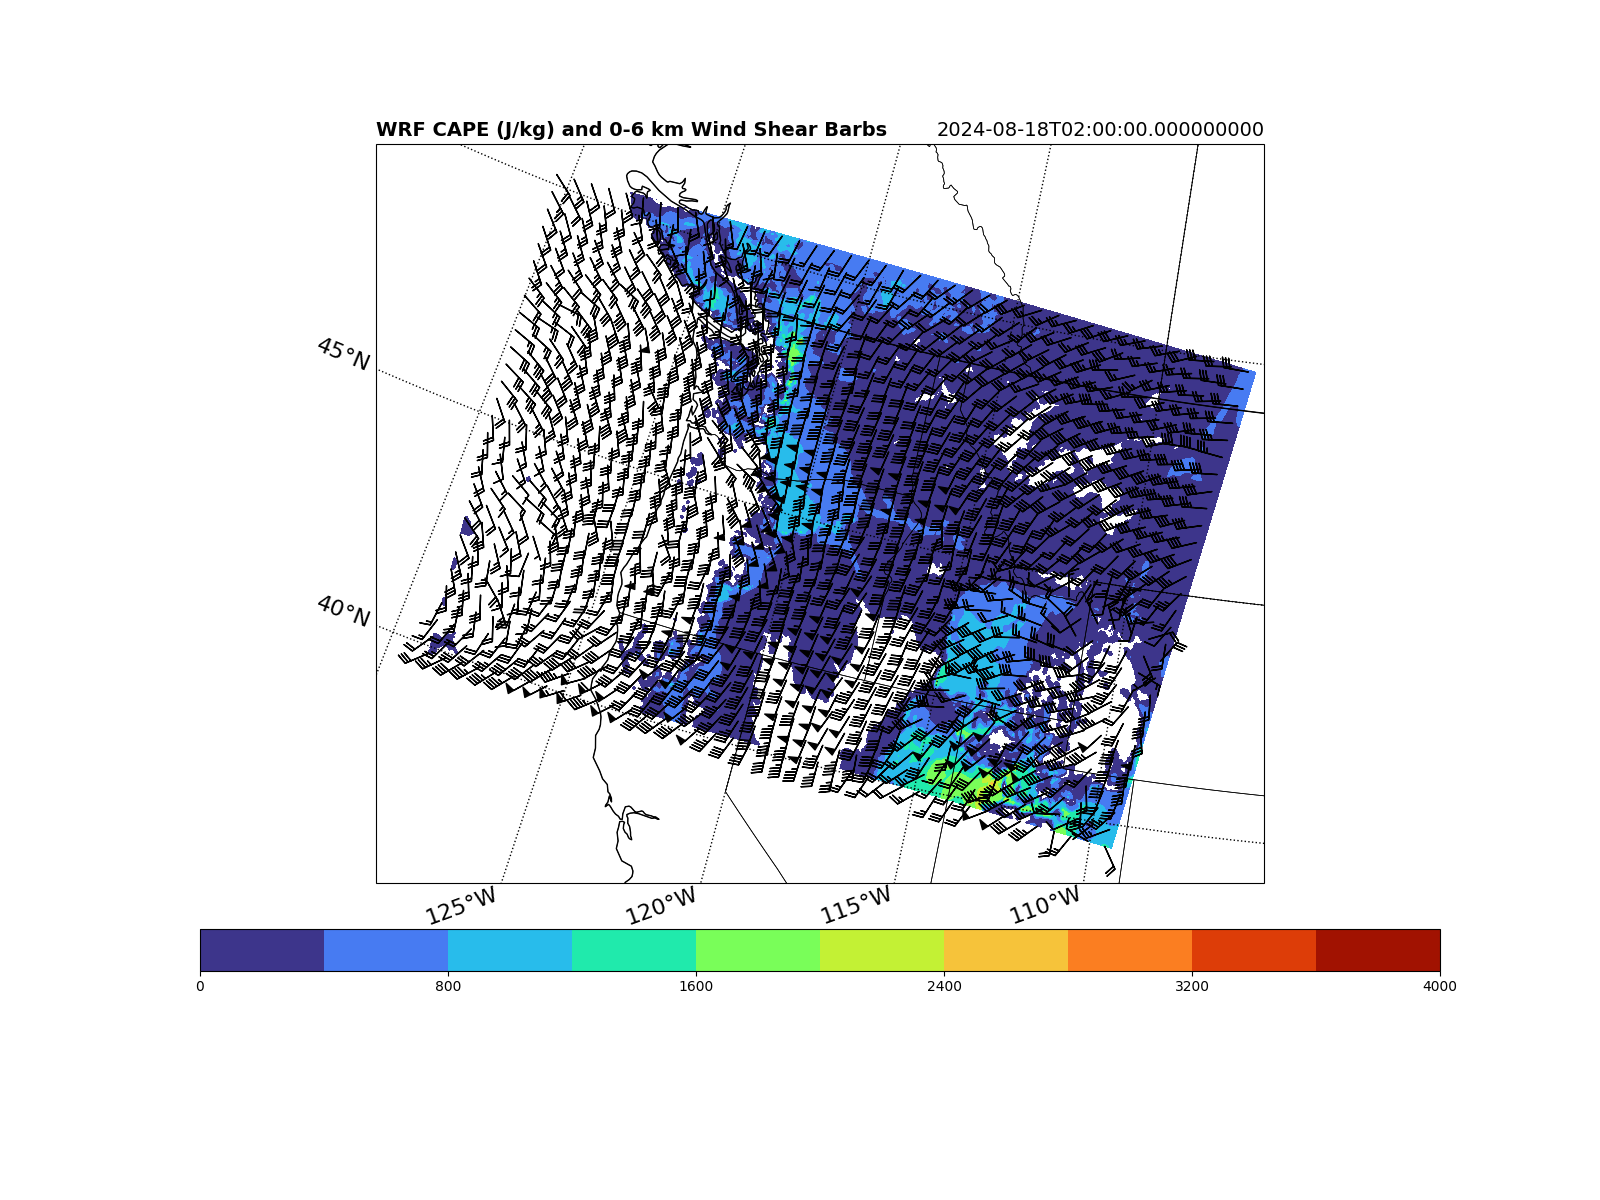 WRF CAPE (J/kg) and 0-6 km Wind Shear Barbs 2024-08-18T02:00:00.000000000
45°N
40°N
125°W 120°W 115°W 110°W
0 800 1600 2400 3200 4000